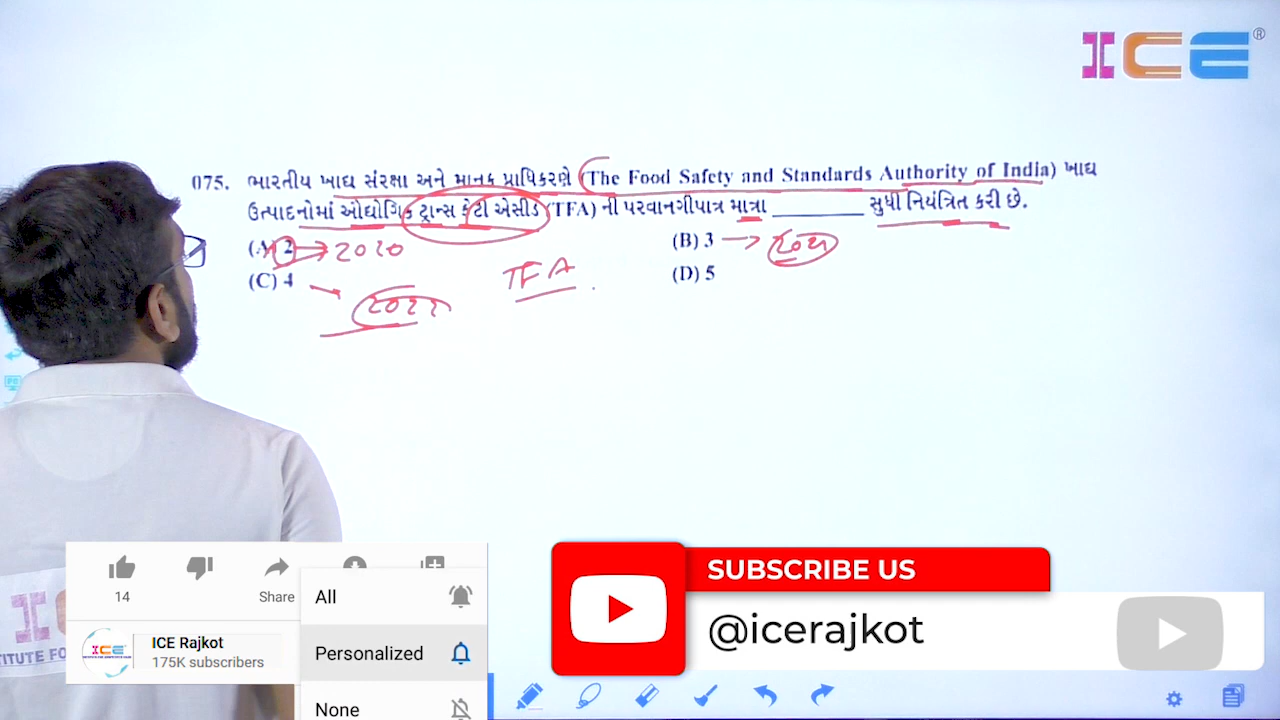 ICE®
075. ભારતીય ખાદ્ય સંરક્ષા અને માનક પ્રાધિકરણે (The Food Safety and Standards Authority of India) ખાદ્ય
ઉત્પાદનોમાં ઔદ્યોગિક ટ્રાન્સ ફેટી એસીડ (TFA) ની પરવાનગીપાત્ર માત્રા ________ સુધી નિયંત્રિત કરી છે.
(A) 2 → 2020
(B) 3 → 2021
(C) 4 → 2022
(D) 5
TFA
14
Share
All
ICE Rajkot
175K subscribers
Personalized
None
SUBSCRIBE US
@icerajkot